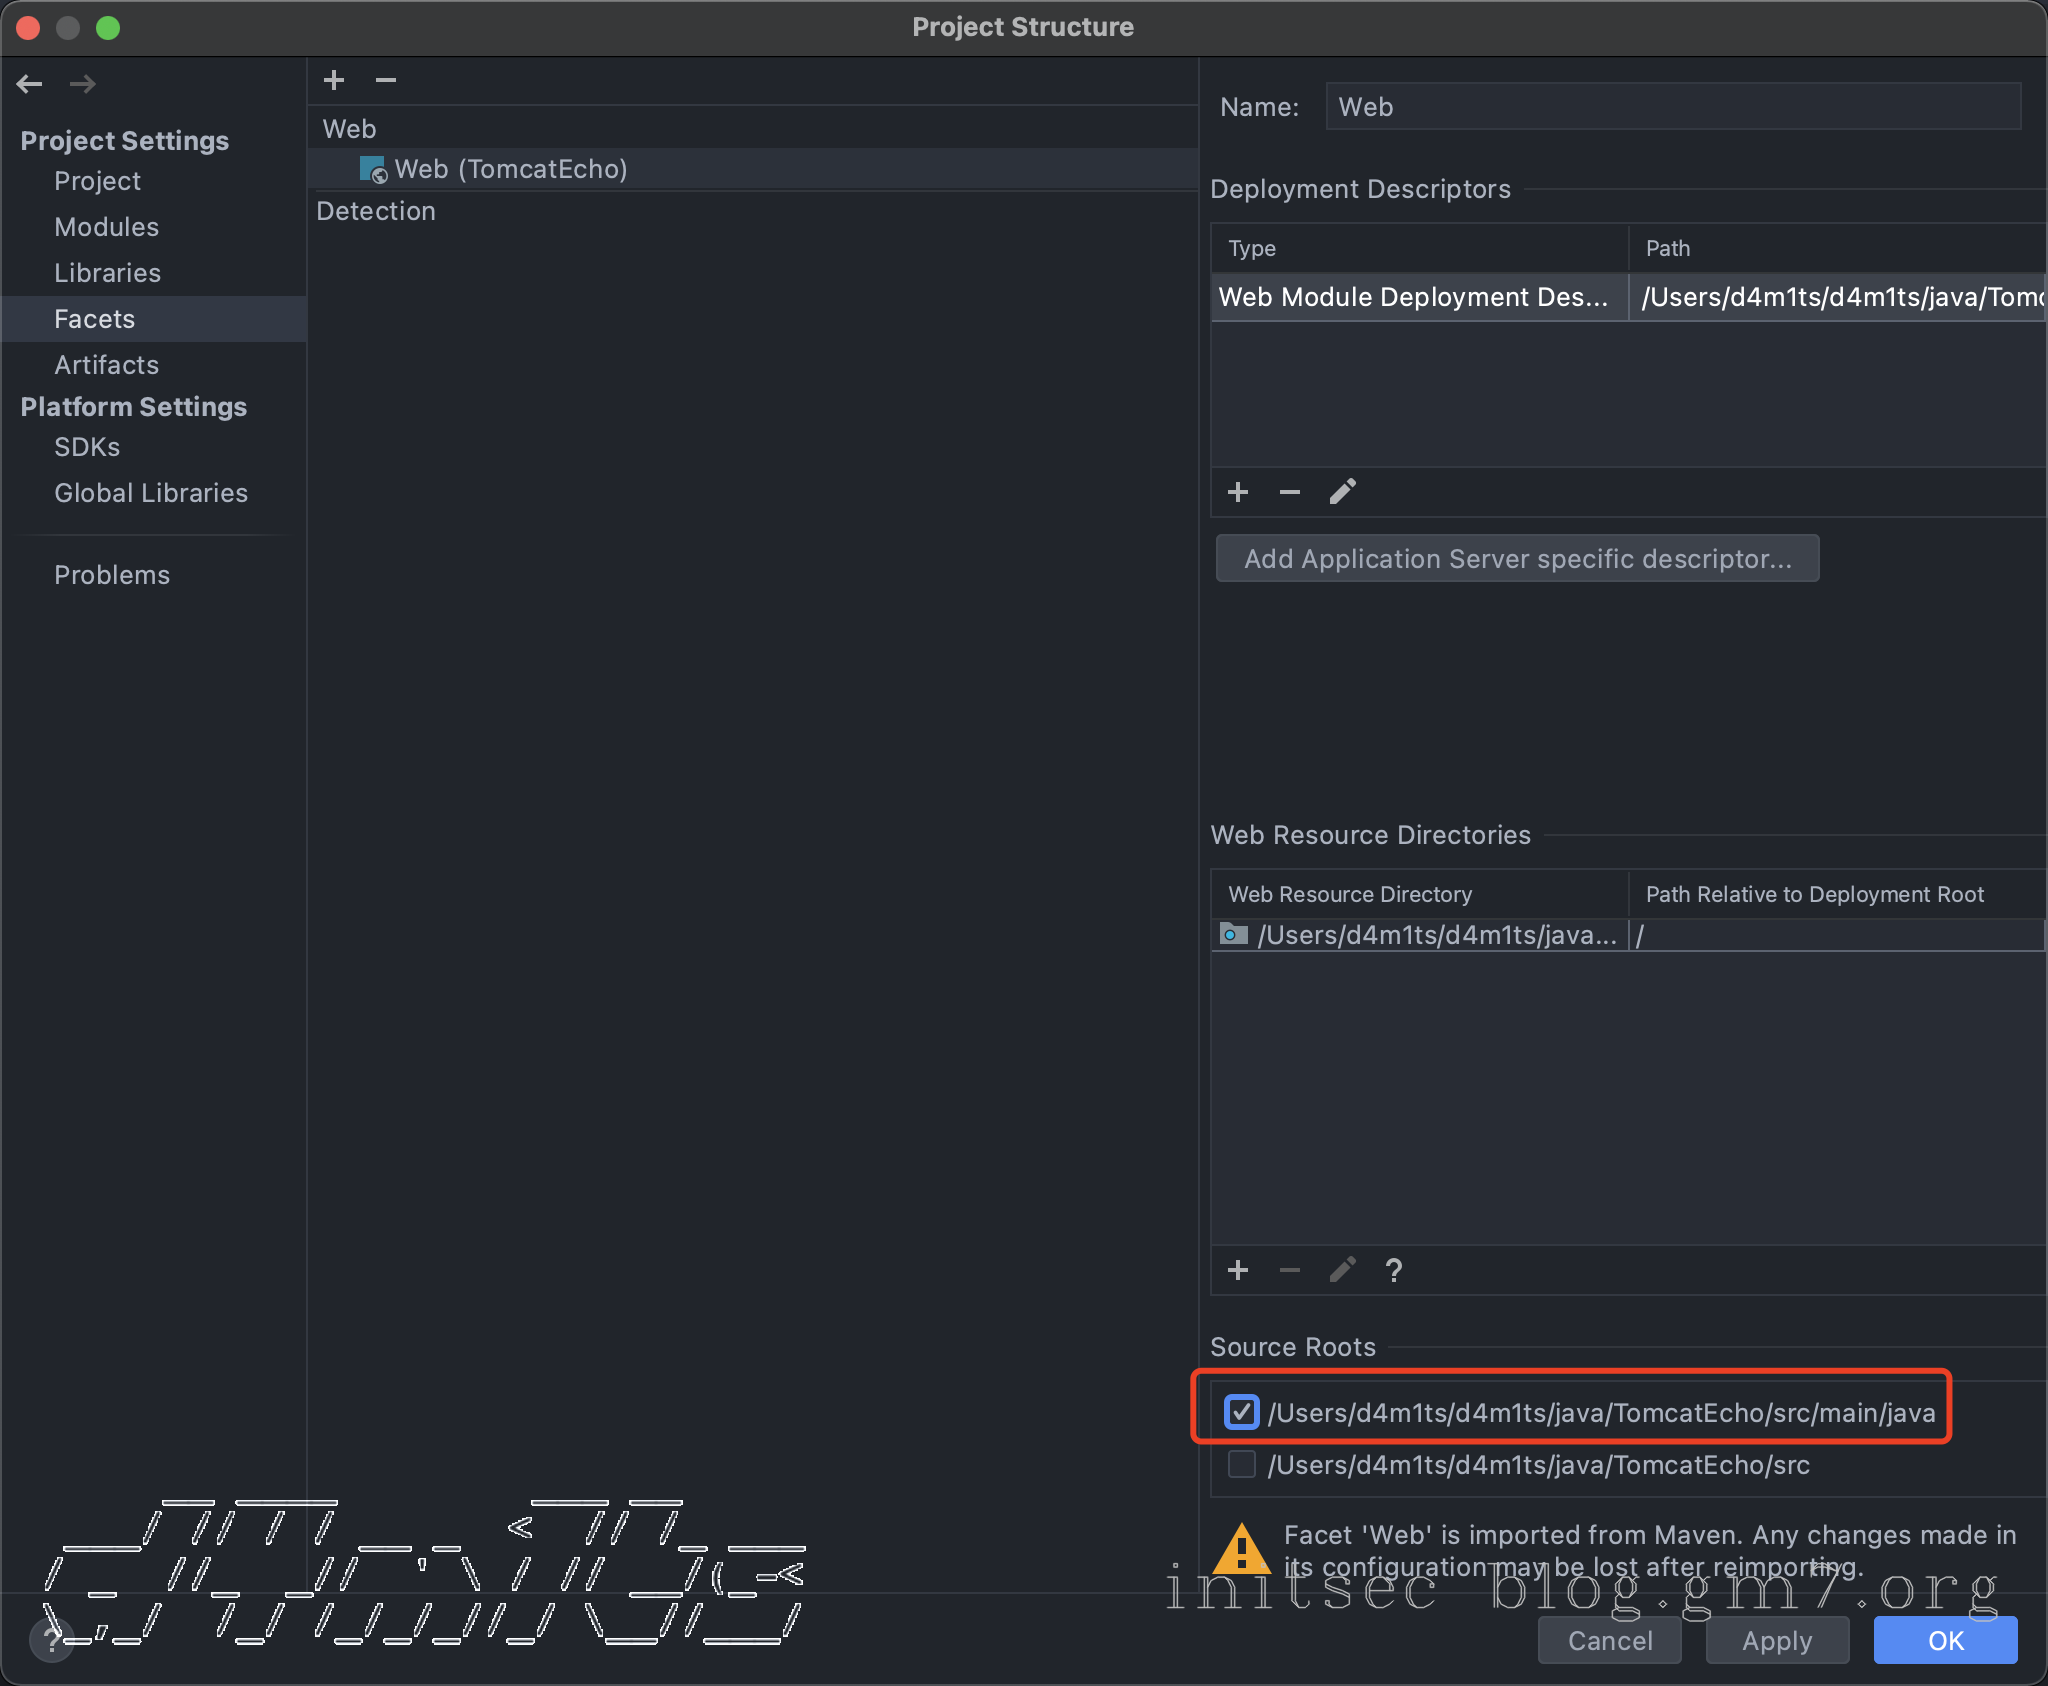 Project Structure
Project Settings
Project
Modules
Libraries
Facets
Artifacts
Platform Settings
SDKs
Global Libraries
Problems
Web
Web (TomcatEcho)
Detection
Name: Web
Deployment Descriptors
Type Path
Web Module Deployment Des... /Users/d4m1ts/d4m1ts/java/Tomc
Add Application Server specific descriptor...
Web Resource Directories
Web Resource Directory Path Relative to Deployment Root
/Users/d4m1ts/d4m1ts/java... /
?
Source Roots
/Users/d4m1ts/d4m1ts/java/TomcatEcho/src/main/java
/Users/d4m1ts/d4m1ts/java/TomcatEcho/src
Facet 'Web' is imported from Maven. Any changes made in
its configuration may be lost after reimporting.
initsec blog.gm7.org
?
Cancel Apply OK